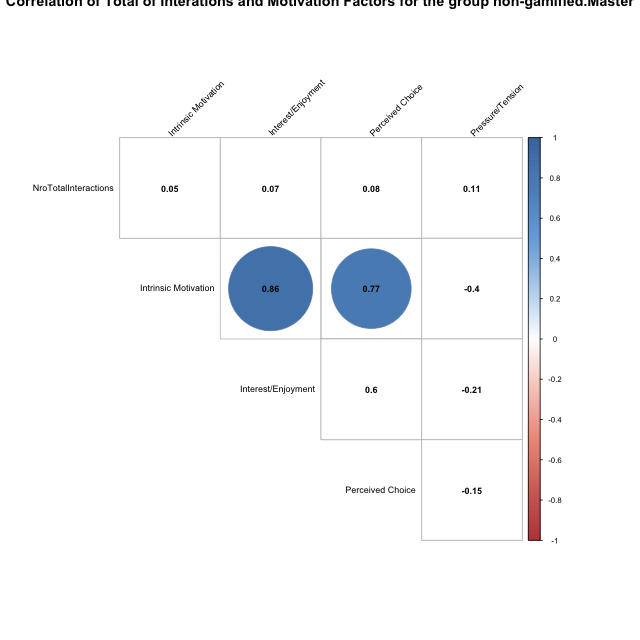 Correlation of Total of Interations and Motivation Factors for the group non-gamified.Master
Intrinsic Motivation
Interest/Enjoyment
Perceived Choice
Pressure/Tension
NroTotalInteractions 0.05 0.07 0.08 0.11
Intrinsic Motivation 0.86 0.77 -0.4
Interest/Enjoyment 0.6 -0.21
Perceived Choice -0.15
1
0.8
0.6
0.4
0.2
0
-0.2
-0.4
-0.6
-0.8
-1